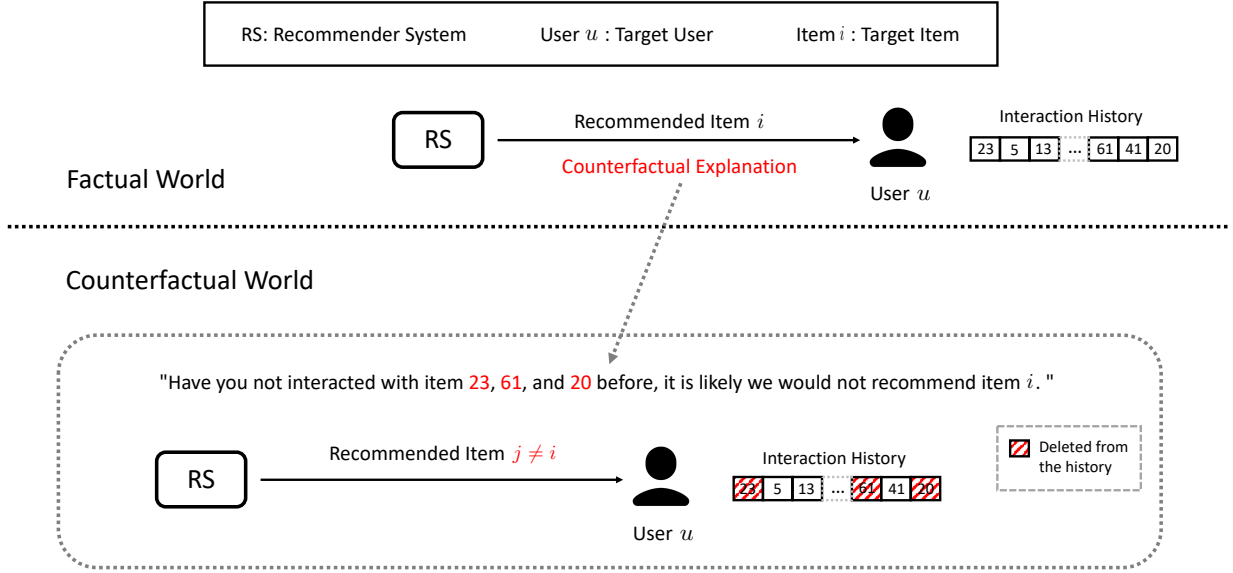 RS: Recommender System User u : Target User Item i : Target Item
RS
Recommended Item i
Counterfactual Explanation
User u
Interaction History
23 5 13 ... 61 41 20
Factual World
Counterfactual World
"Have you not interacted with item 23, 61, and 20 before, it is likely we would not recommend item i. "
RS
Recommended Item j ≠ i
User u
Interaction History
23 5 13 ... 61 41 20
Deleted from
the history